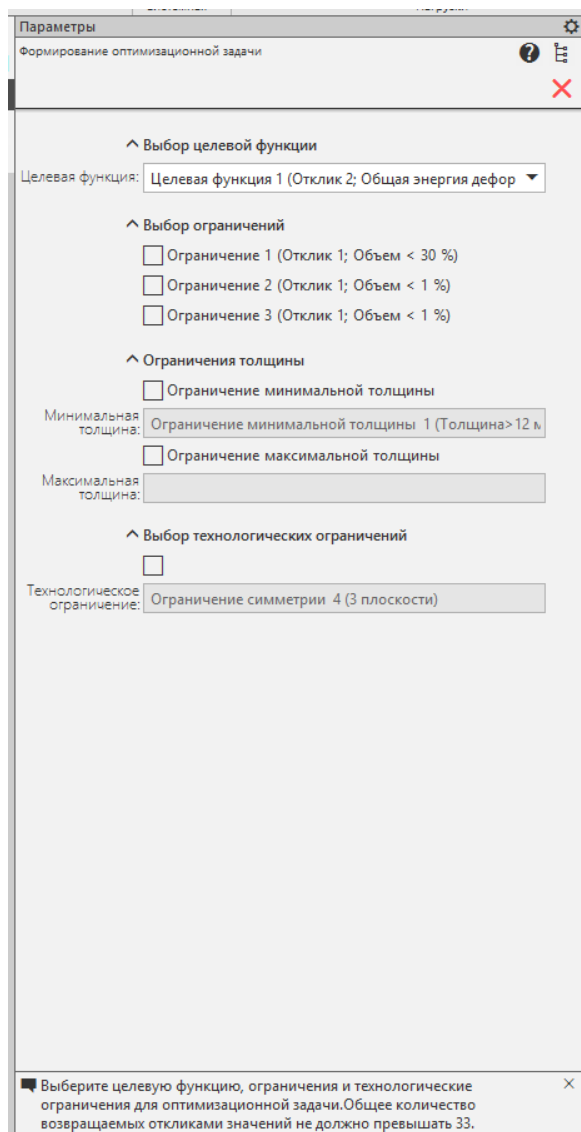 Параметры
Формирование оптимизационной задачи
Выбор целевой функции
Целевая функция: Целевая функция 1 (Отклик 2; Общая энергия дефор
Выбор ограничений
Ограничение 1 (Отклик 1; Объем < 30 %)
Ограничение 2 (Отклик 1; Объем < 1 %)
Ограничение 3 (Отклик 1; Объем < 1 %)
Ограничения толщины
Ограничение минимальной толщины
Минимальная
толщина: Ограничение минимальной толщины 1 (Толщина>12 м
Ограничение максимальной толщины
Максимальная
толщина:
Выбор технологических ограничений
Технологическое
ограничение: Ограничение симметрии 4 (3 плоскости)
Выберите целевую функцию, ограничения и технологические
ограничения для оптимизационной задачи.Общее количество
возвращаемых откликами значений не должно превышать 33.